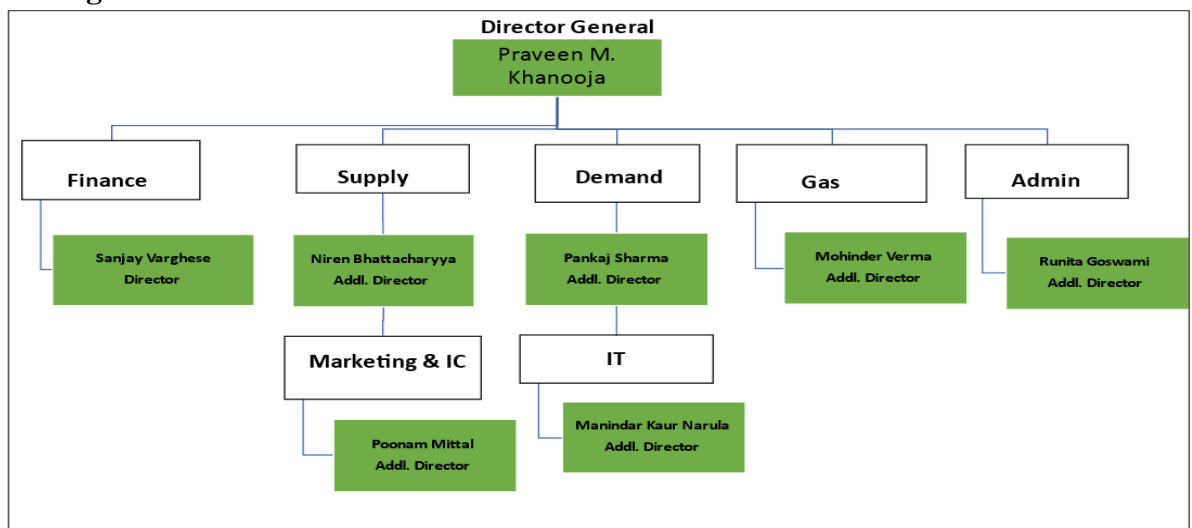 Director General
Praveen M.
Khanooja
Finance
Supply
Demand
Gas
Admin
Sanjay Varghese
Director
Niren Bhattacharyya
Addl. Director
Pankaj Sharma
Addl. Director
Mohinder Verma
Addl. Director
Runita Goswami
Addl. Director
Marketing & IC
IT
Poonam Mittal
Addl. Director
Manindar Kaur Narula
Addl. Director